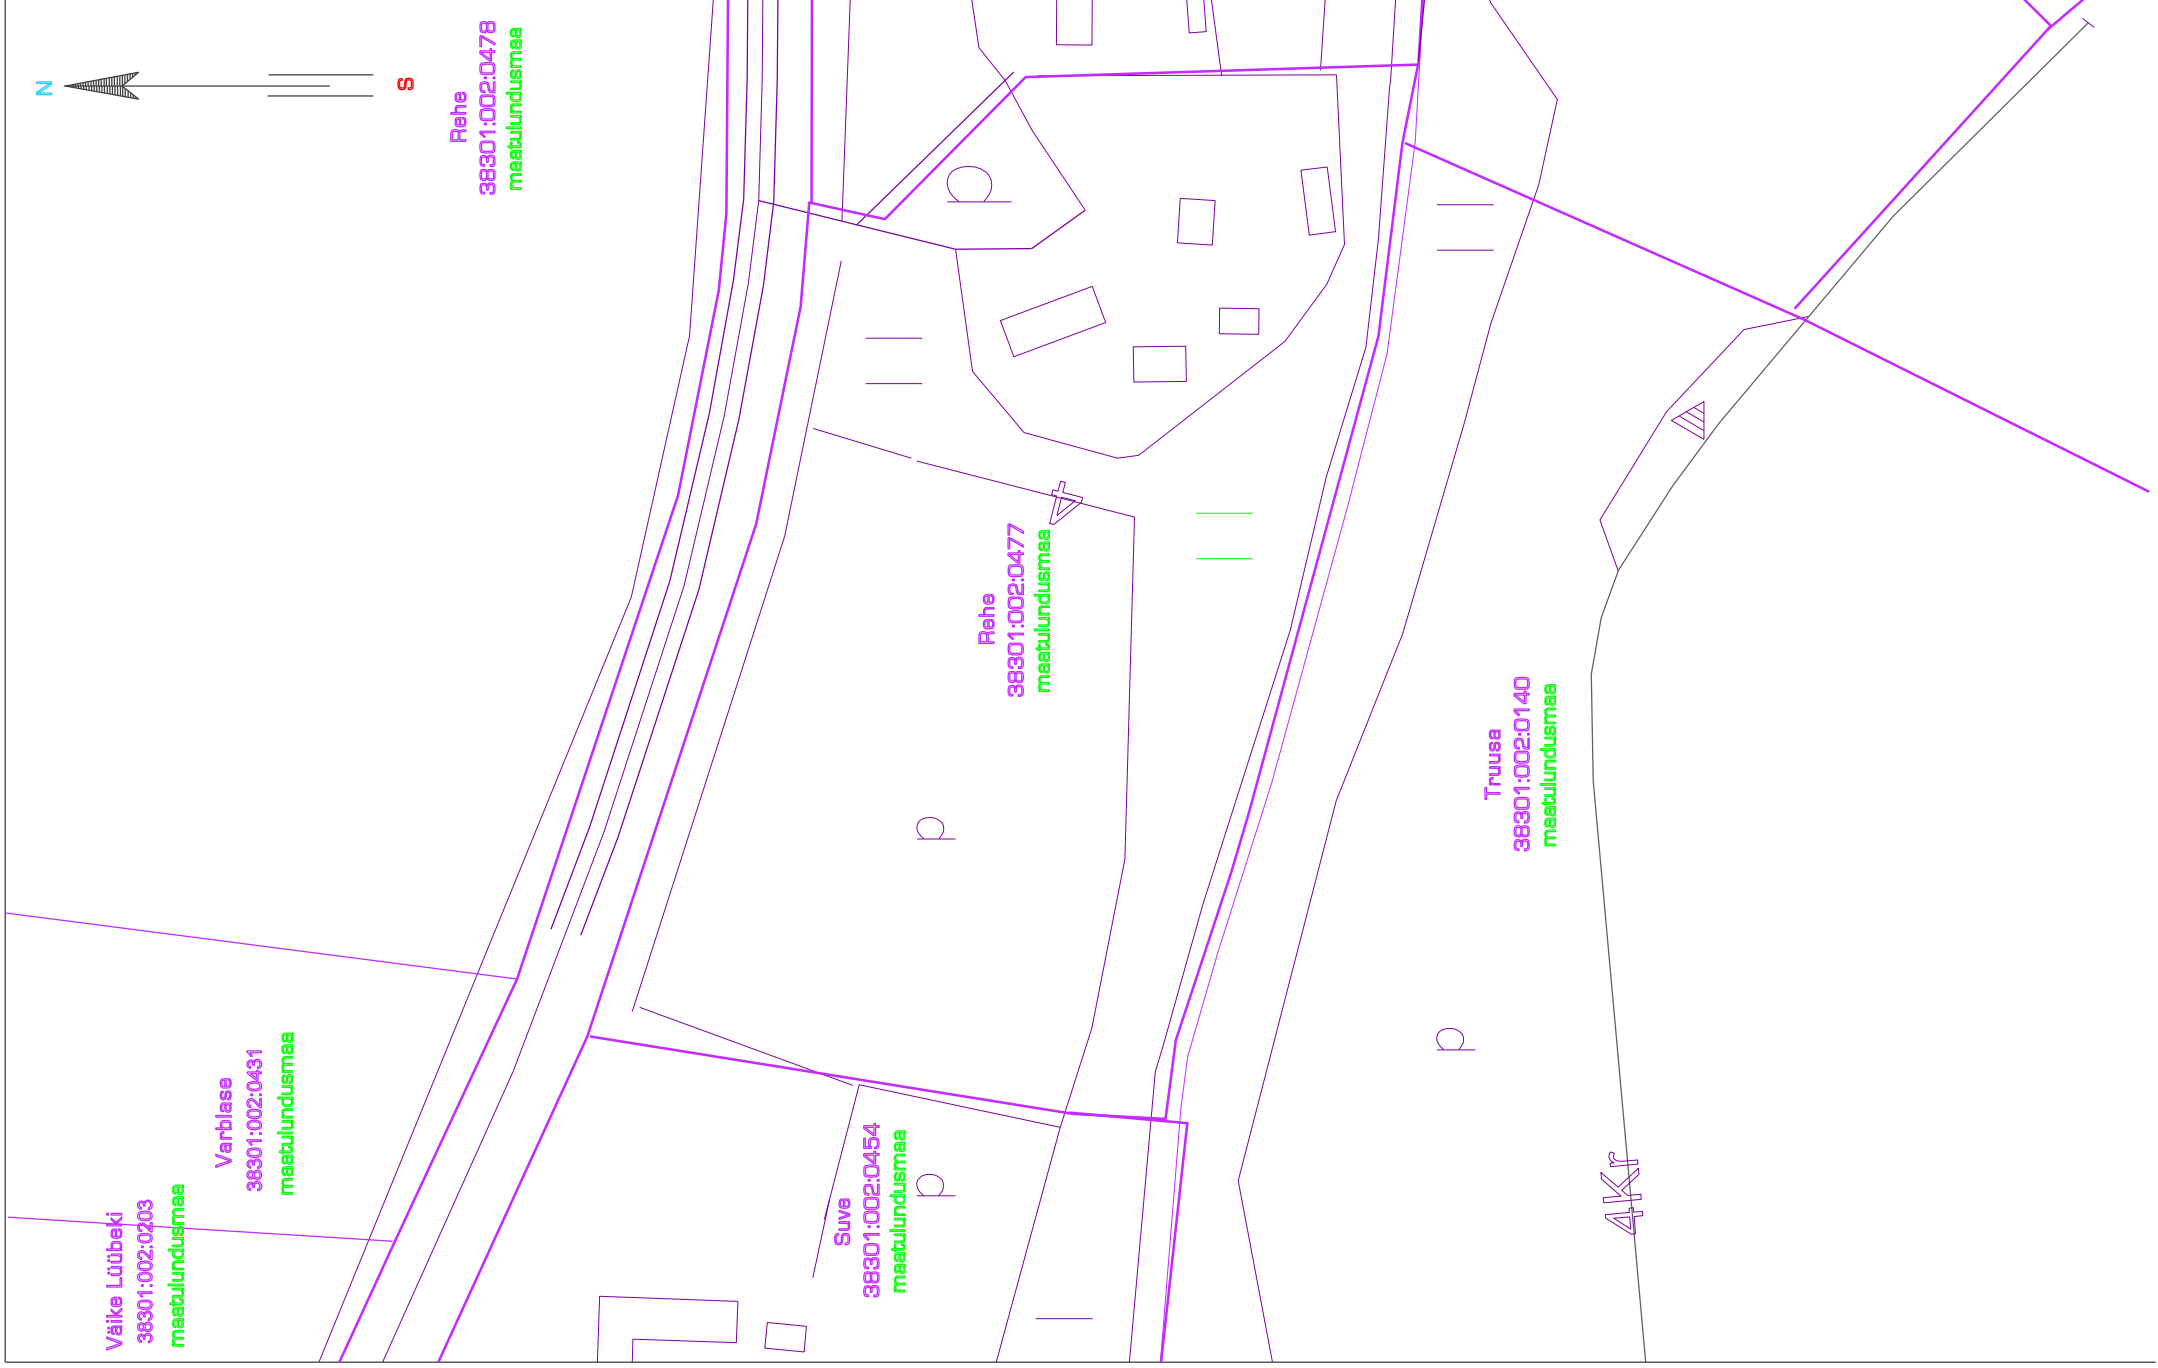 N
S
Rehe
38301:002:0478
maatulundusmaa
4
Rehe
38301:002:0477
maatulundusmaa
Truusa
38301:002:0140
maatulundusmaa
Varblase
38301:002:0431
maatulundusmaa
Väike Lüübeki
38301:002:0203
maatulundusmaa
Suve
38301:002:0454
maatulundusmaa
4Kr